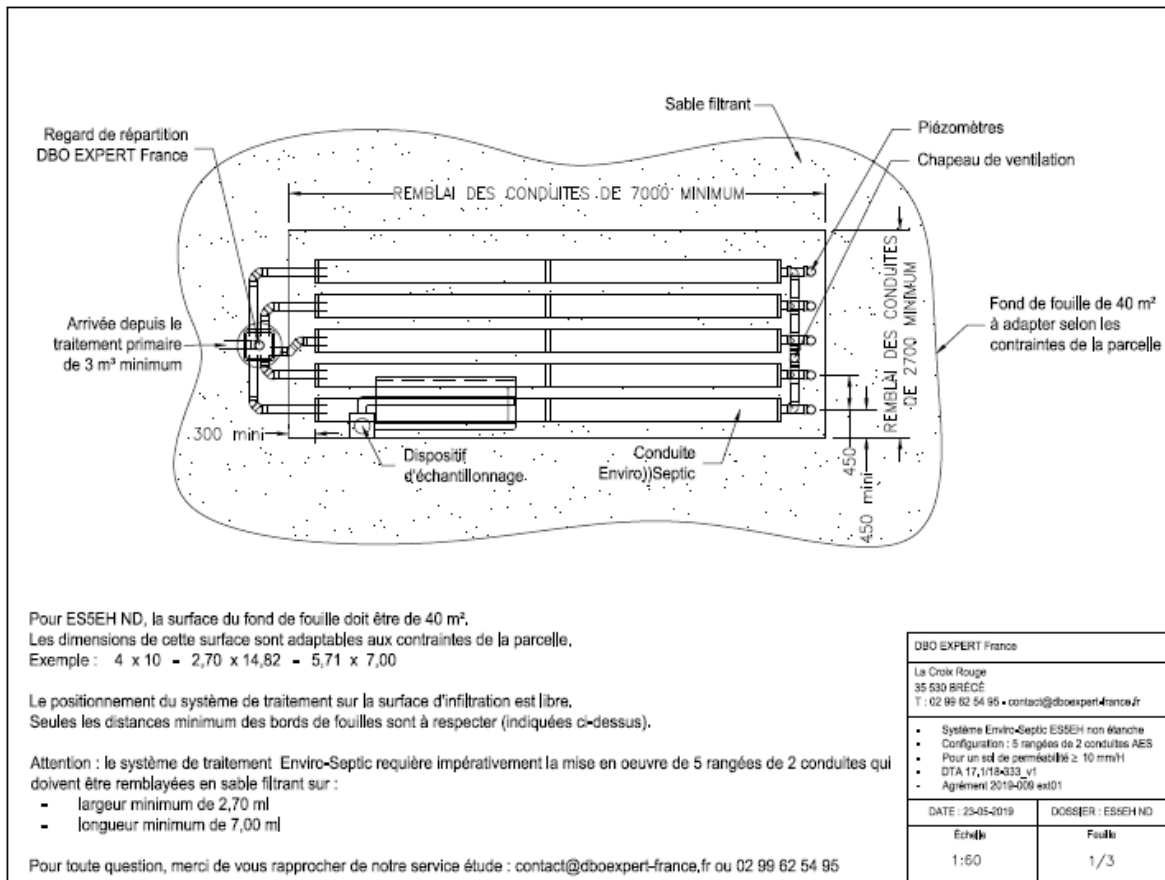 Sable filtrant
Regard de répartition
DBO EXPERT France
Piézomètres
Chapeau de ventilation
REMBLAI DES CONDUITES DE 7000 MINIMUM
REMBLAI DES CONDUITES
DE 2700 MINIMUM
Arrivée depuis le
traitement primaire
de 3 m³ minimum
Fond de fouille de 40 m²
à adapter selon les
contraintes de la parcelle
300 mini
Dispositif
d'échantillonnage
Conduite
Enviro))Septic
450
450 mini
Pour ES5EH ND, la surface du fond de fouille doit être de 40 m².
Les dimensions de cette surface sont adaptables aux contraintes de la parcelle.
Exemple : 4 x 10 - 2,70 x 14,82 - 5,71 x 7,00
Le positionnement du système de traitement sur la surface d'infiltration est libre.
Seules les distances minimum des bords de fouilles sont à respecter (indiquées ci-dessus).
Attention : le système de traitement Enviro-Septic requière impérativement la mise en oeuvre de 5 rangées de 2 conduites qui
doivent être remblayées en sable filtrant sur :
- largeur minimum de 2,70 ml
- longueur minimum de 7,00 ml
Pour toute question, merci de vous rapprocher de notre service étude : contact@dboexpert-france.fr ou 02 99 62 54 95
DBO EXPERT France
La Croix Rouge
35 530 BRÉCÉ
T : 02 99 62 54 95 - contact@dboexpert-france.fr
▪ Système Enviro-Septic ES5EH non étanche
▪ Configuration : 5 rangées de 2 conduites AES
▪ Pour un sol de perméabilité ≥ 10 mm/H
▪ DTA 17.1/18-333_v1
▪ Agrément 2019-009 ext01
DATE : 23-05-2019
DOSSIER : ES5EH ND
Échelle
Feuille
1:60
1/3